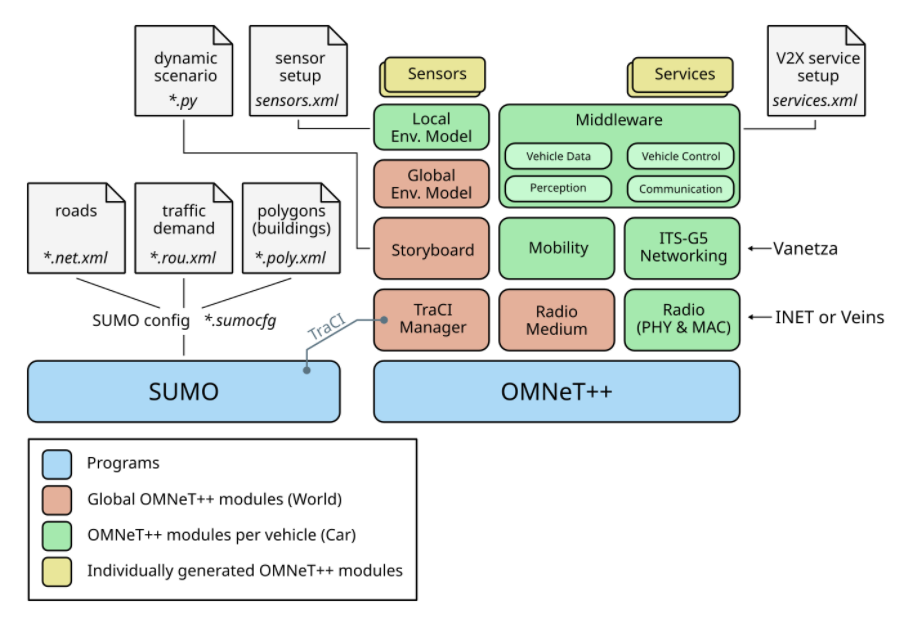 dynamic
scenario
*.py
sensor
setup
sensors.xml
Sensors
Services
V2X service
setup
services.xml
Local
Env. Model
Middleware
Vehicle Data
Vehicle Control
Perception
Communication
Global
Env. Model
roads
*.net.xml
traffic
demand
*.rou.xml
polygons
(buildings)
*.poly.xml
Storyboard
Mobility
ITS-G5
Networking
Vanetza
SUMO config *.sumocfg
TraCI
TraCI
Manager
Radio
Medium
Radio
(PHY & MAC)
INET or Veins
SUMO
OMNeT++
Programs
Global OMNeT++ modules (World)
OMNeT++ modules per vehicle (Car)
Individually generated OMNeT++ modules